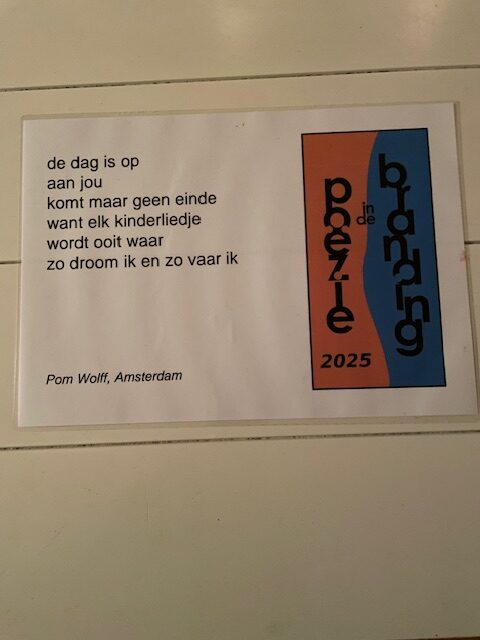 de dag is op
aan jou
komt maar geen einde
want elk kinderliedje
wordt ooit waar
zo droom ik en zo vaar ik
Pom Wolff, Amsterdam
poëzie
in
de
branding
2025